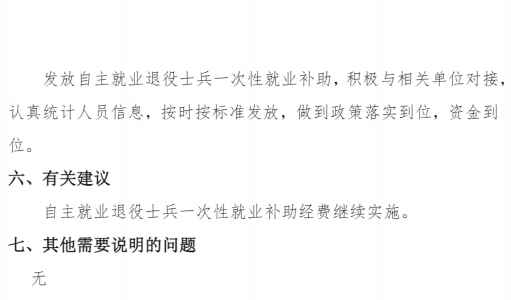 发放自主就业退役士兵一次性就业补助，积极与相关单位对接，
认真统计人员信息，按时按标准发放，做到政策落实到位，资金到
位。
六、有关建议
自主就业退役士兵一次性就业补助经费继续实施。
七、其他需要说明的问题
无